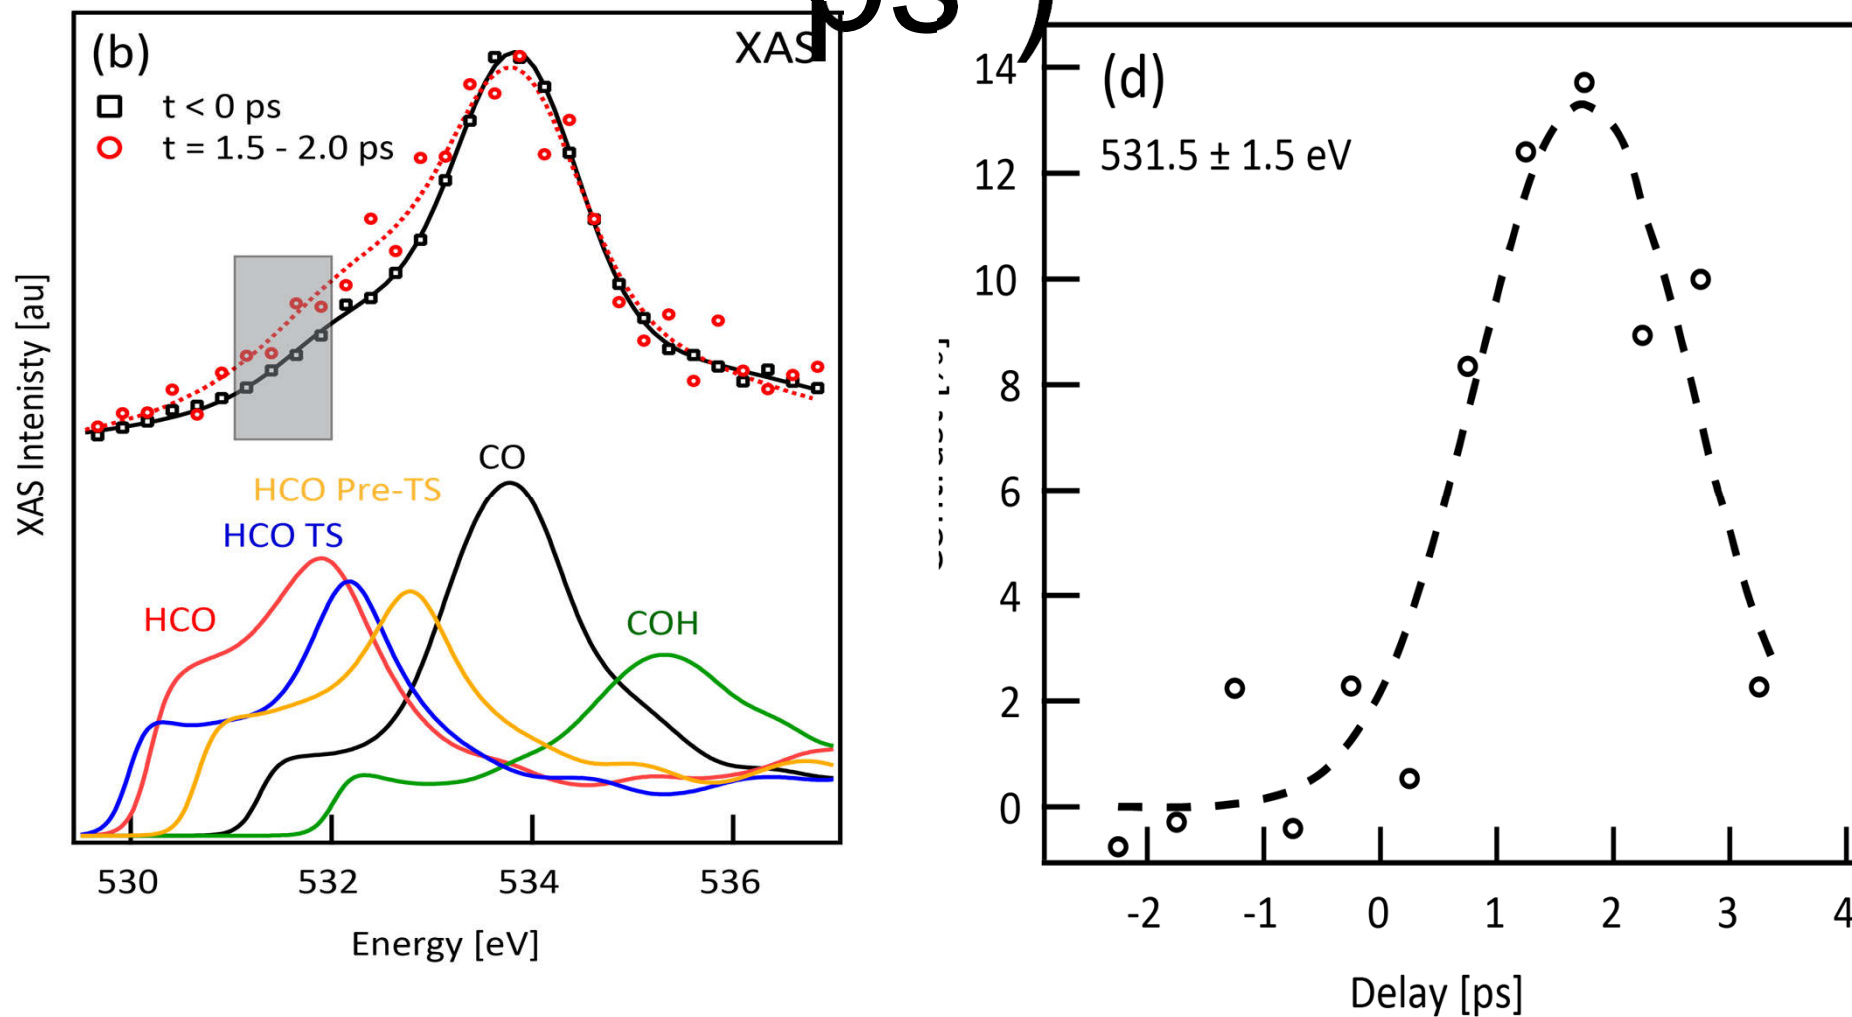 ps )
(b)
XAS
t < 0 ps
t = 1.5 - 2.0 ps
XAS Intenisty [au]
CO
HCO Pre-TS
HCO TS
HCO
COH
530 532 534 536
Energy [eV]
(d)
531.5 ± 1.5 eV
14
12
10
8
6
4
2
0
-2 -1 0 1 2 3 4
Delay [ps]